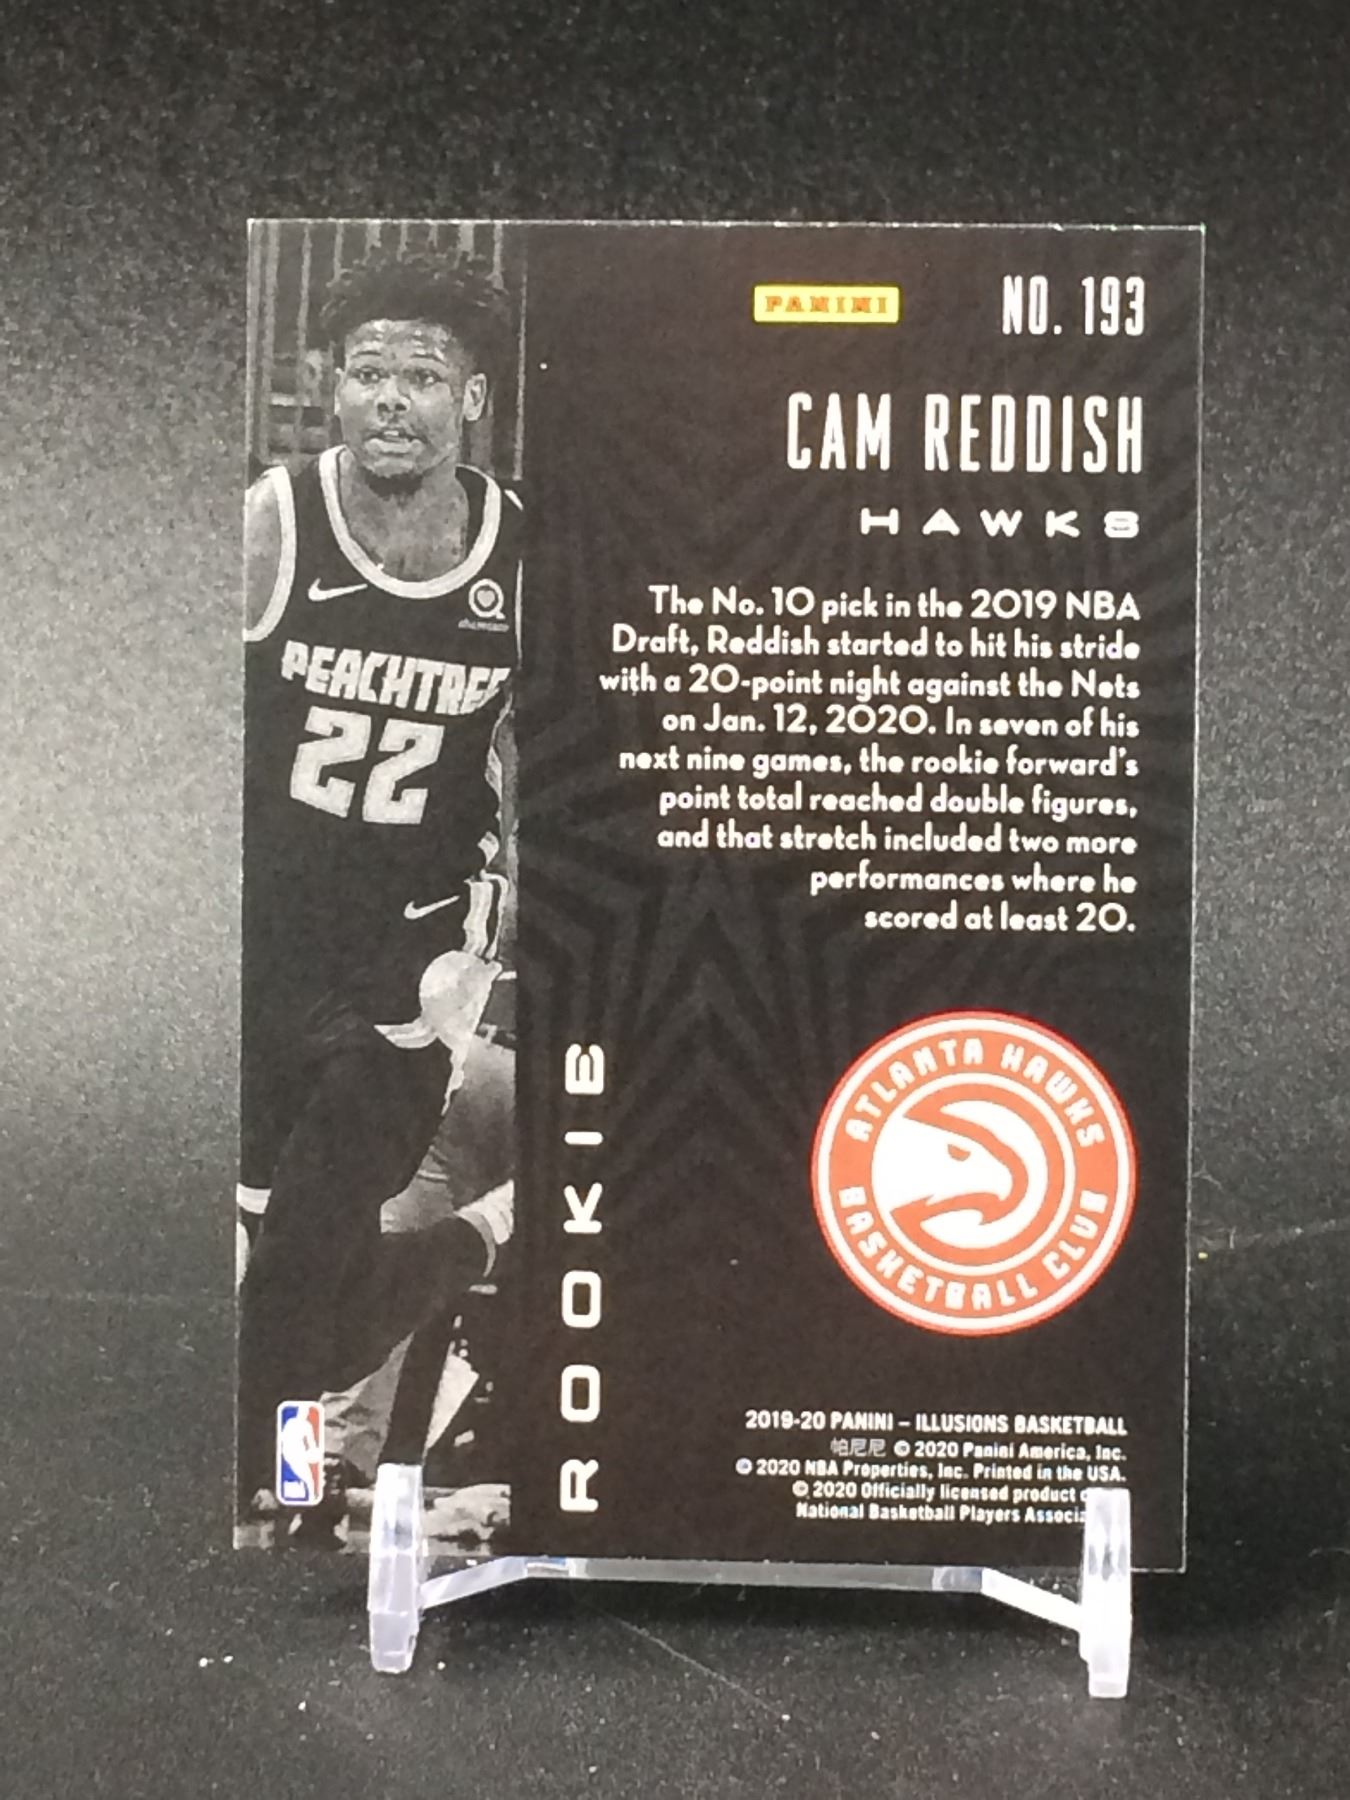 PANINI
NO. 193
CAM REDDISH
HAWKS
The No. 10 pick in the 2019 NBA
Draft, Reddish started to hit his stride
with a 20-point night against the Nets
on Jan. 12, 2020. In seven of his
next nine games, the rookie forward's
point total reached double figures,
and that stretch included two more
performances where he
scored at least 20.
PEACHTREE
22
ROOKIE
ATLANTA HAWKS
BASKETBALL CLUB
2019-20 PANINI – ILLUSIONS BASKETBALL
帕尼尼 © 2020 Panini America, Inc.
© 2020 NBA Properties, Inc. Printed in the USA.
© 2020 Officially licensed product
National Basketball Players